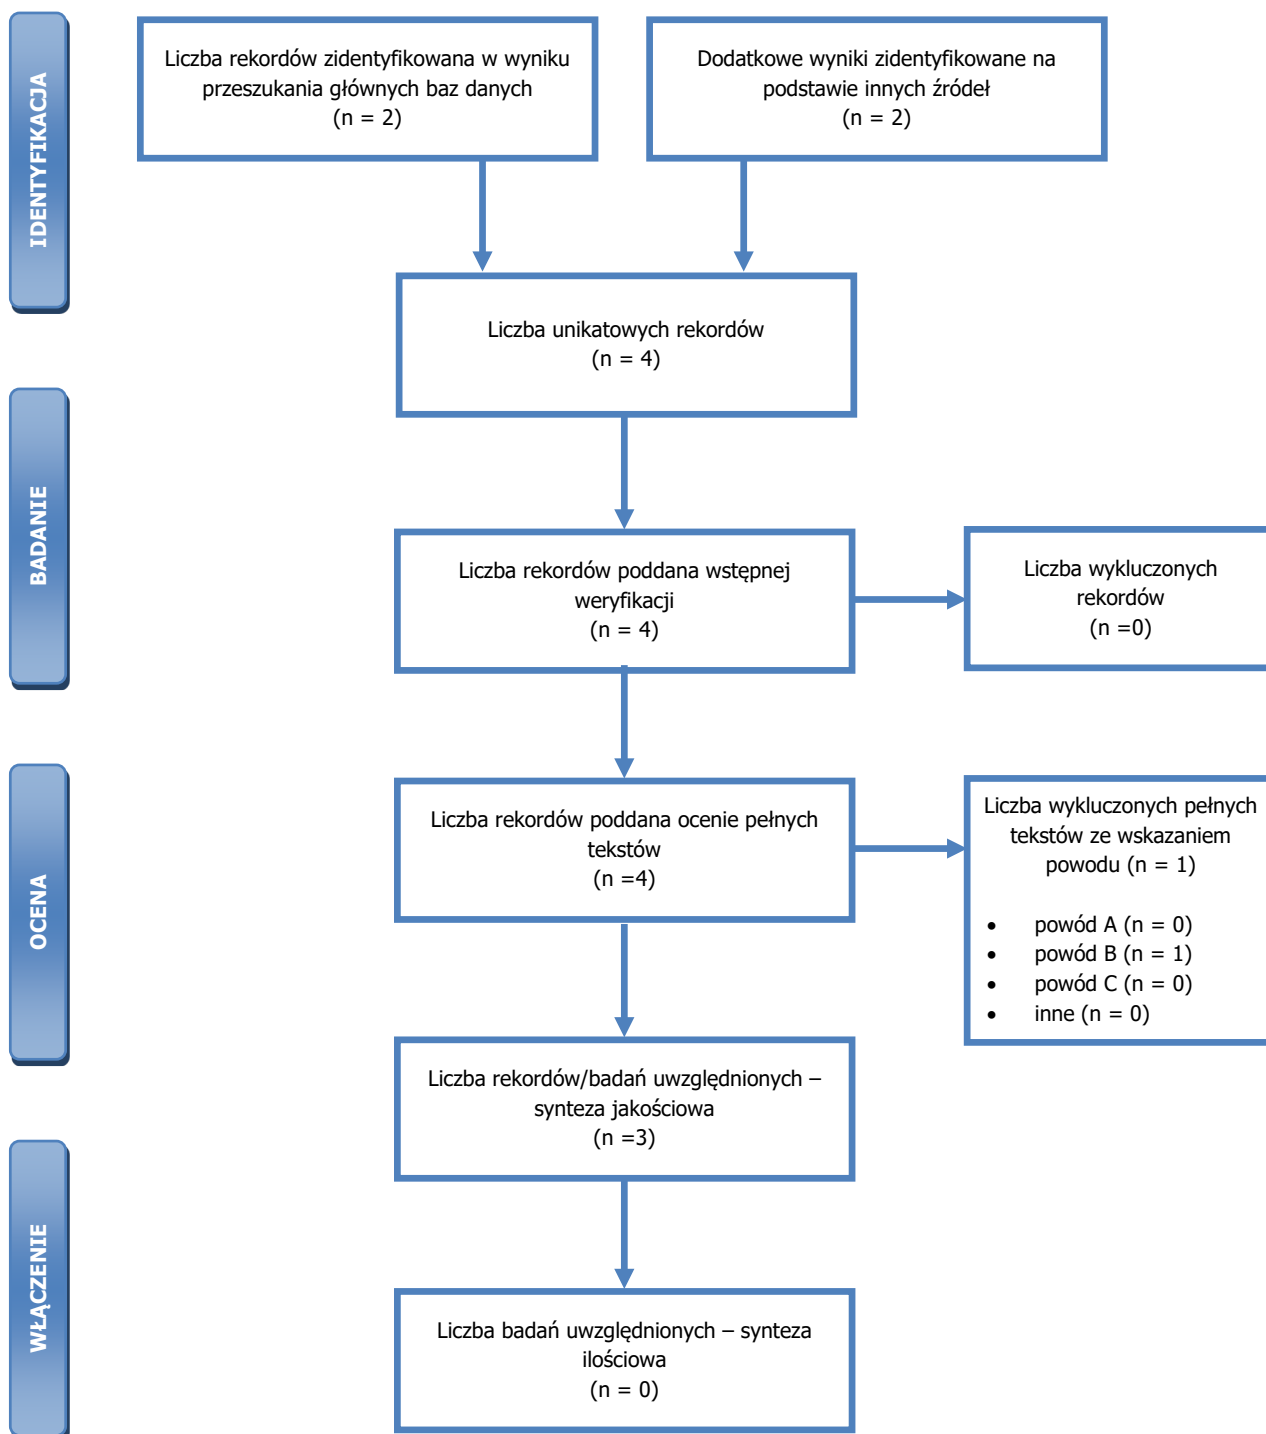 IDENTYFIKACJA
Liczba rekordów zidentyfikowana w wyniku
przeszukania głównych baz danych
(n = 2)
Dodatkowe wyniki zidentyfikowane na
podstawie innych źródeł
(n = 2)
Liczba unikatowych rekordów
(n = 4)
BADANIE
Liczba rekordów poddana wstępnej
weryfikacji
(n = 4)
Liczba wykluczonych
rekordów
(n =0)
OCENA
Liczba rekordów poddana ocenie pełnych
tekstów
(n =4)
Liczba wykluczonych pełnych
tekstów ze wskazaniem
powodu (n = 1)
• powód A (n = 0)
• powód B (n = 1)
• powód C (n = 0)
• inne (n = 0)
Liczba rekordów/badań uwzględnionych –
synteza jakościowa
(n =3)
WŁĄCZENIE
Liczba badań uwzględnionych – synteza
ilościowa
(n = 0)